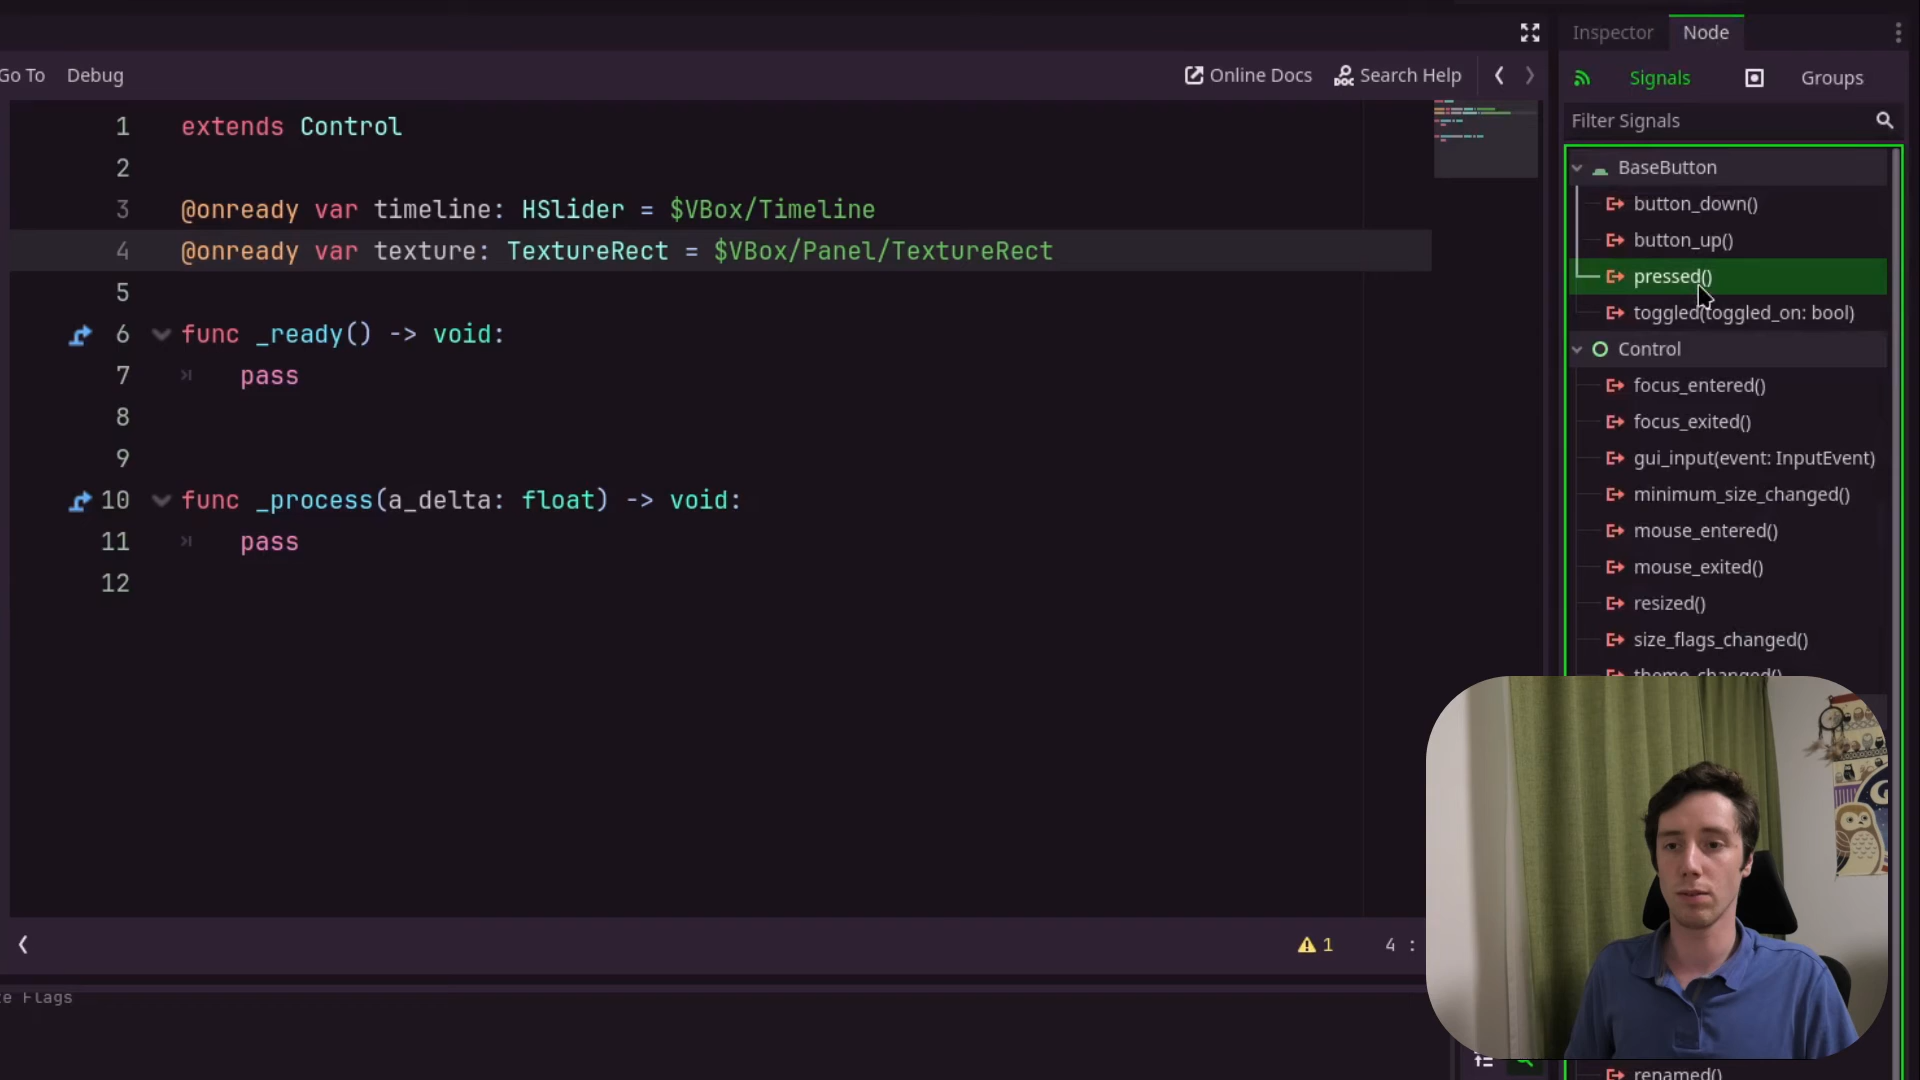 Inspector Node
Go To Debug Online Docs Search Help
Signals Groups
Filter Signals
1 extends Control
2
3 @onready var timeline: HSlider = $VBox/Timeline
4 @onready var texture: TextureRect = $VBox/Panel/TextureRect
5
6 func _ready() -> void:
7 pass
8
9
10 func _process(a_delta: float) -> void:
11 pass
12
BaseButton
button_down()
button_up()
pressed()
toggled(toggled_on: bool)
Control
focus_entered()
focus_exited()
gui_input(event: InputEvent)
minimum_size_changed()
mouse_entered()
mouse_exited()
resized()
size_flags_changed()
theme_changed()
1 4 :
Flags
renamed()